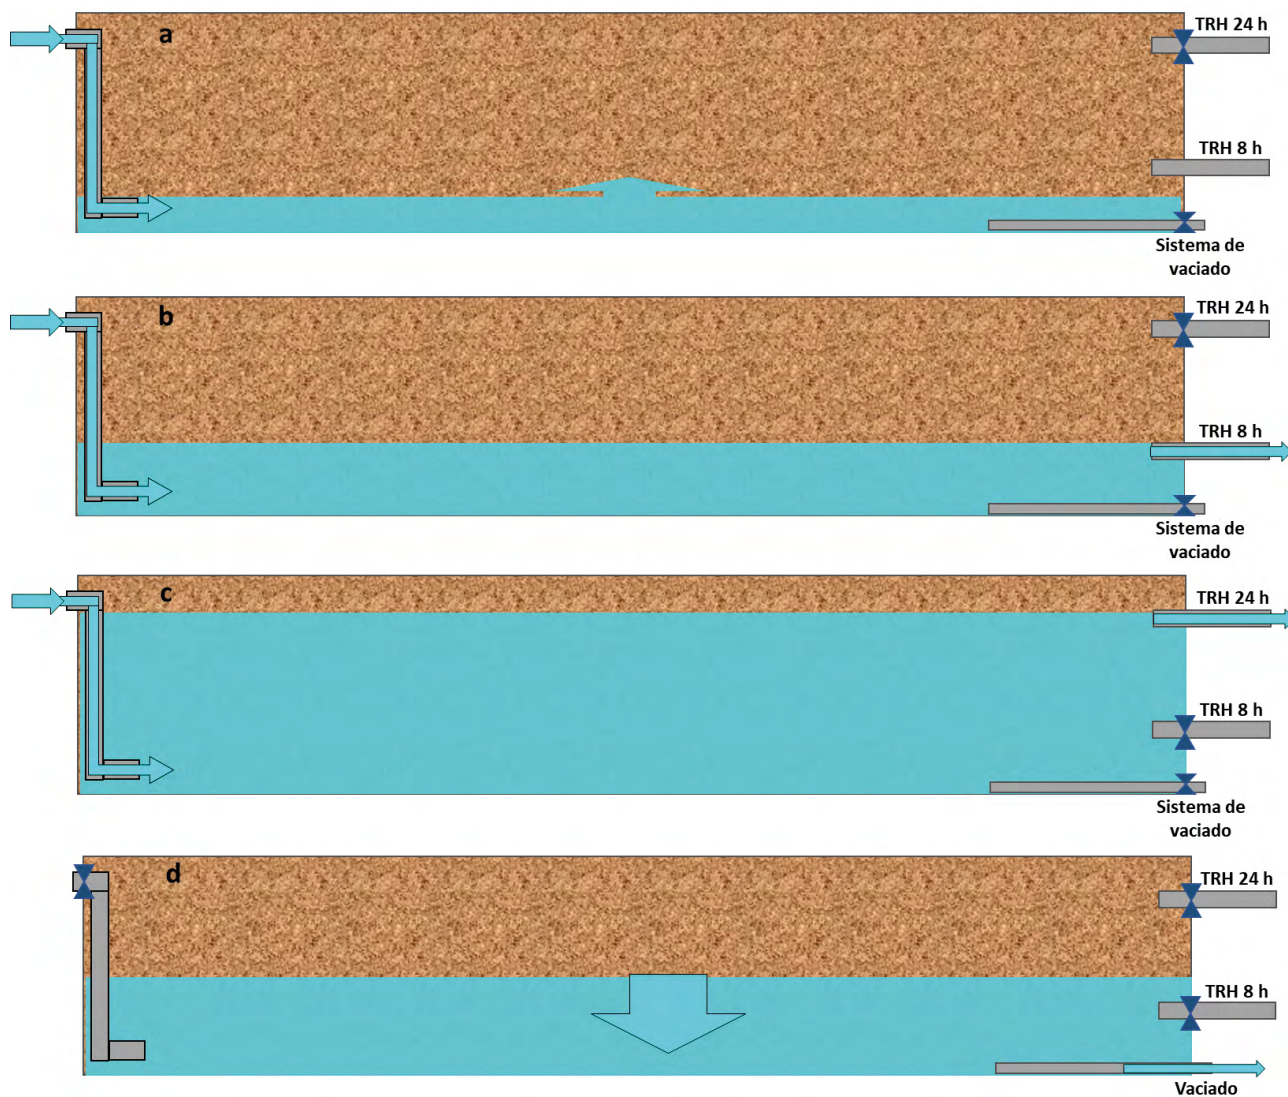 a
TRH 24 h
TRH 8 h
Sistema de
vaciado
b
TRH 24 h
TRH 8 h
Sistema de
vaciado
c
TRH 24 h
TRH 8 h
Sistema de
vaciado
d
TRH 24 h
TRH 8 h
Vaciado